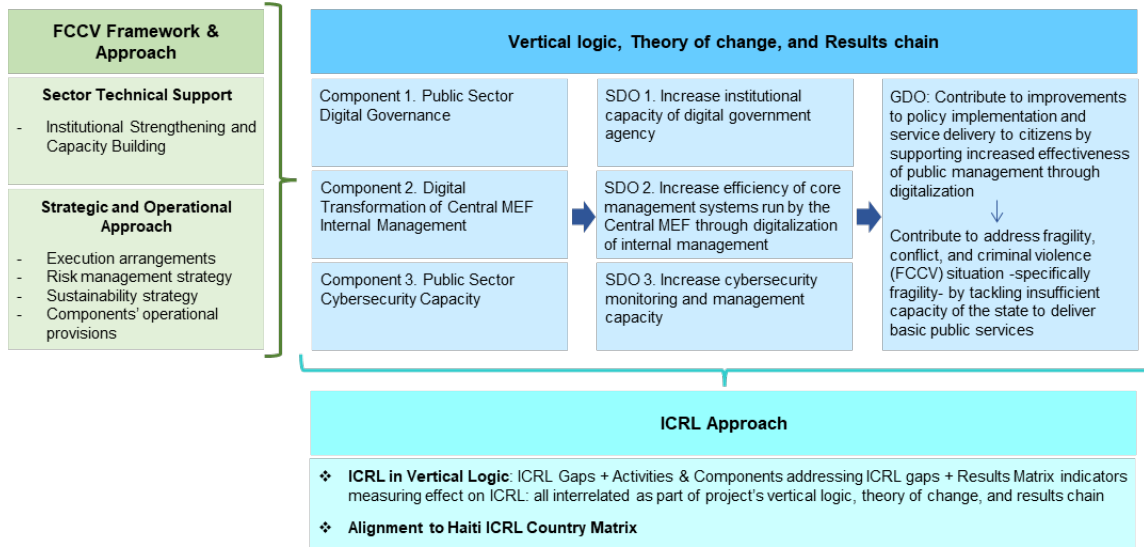 FCCV Framework &
Approach
Sector Technical Support
- Institutional Strengthening and
Capacity Building
Strategic and Operational
Approach
- Execution arrangements
- Risk management strategy
- Sustainability strategy
- Components' operational
provisions
Vertical logic, Theory of change, and Results chain
Component 1. Public Sector
Digital Governance
SDO 1. Increase institutional
capacity of digital government
agency
Component 2. Digital
Transformation of Central MEF
Internal Management
SDO 2. Increase efficiency of core
management systems run by the
Central MEF through digitalization
of internal management
Component 3. Public Sector
Cybersecurity Capacity
SDO 3. Increase cybersecurity
monitoring and management
capacity
GDO: Contribute to improvements
to policy implementation and
service delivery to citizens by
supporting increased effectiveness
of public management through
digitalization
Contribute to address fragility,
conflict, and criminal violence
(FCCV) situation -specifically
fragility- by tackling insufficient
capacity of the state to deliver
basic public services
ICRL Approach
❖ ICRL in Vertical Logic: ICRL Gaps + Activities & Components addressing ICRL gaps + Results Matrix indicators
measuring effect on ICRL: all interrelated as part of project's vertical logic, theory of change, and results chain
❖ Alignment to Haiti ICRL Country Matrix